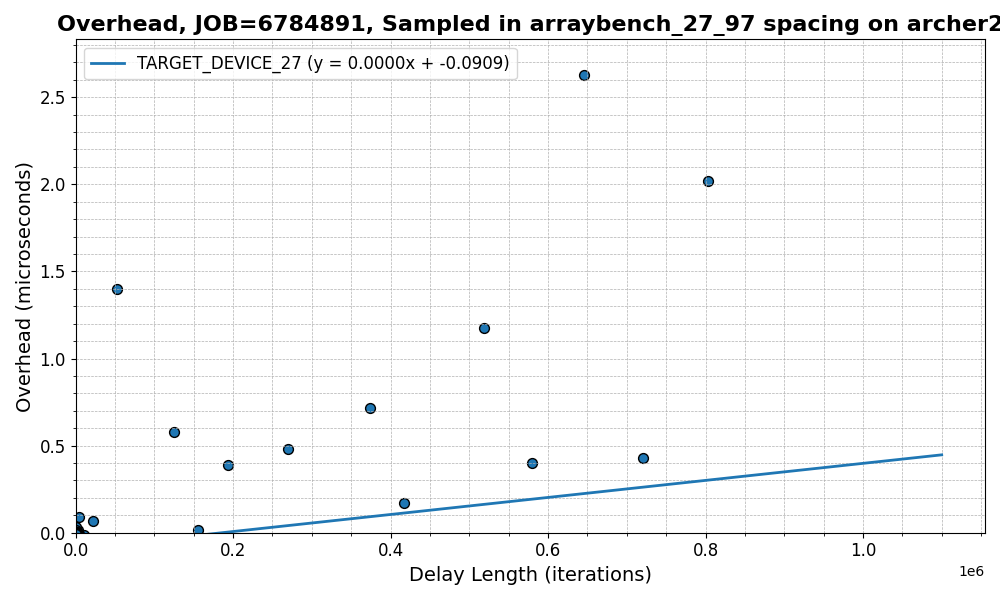 Overhead, JOB=6784891, Sampled in arraybench_27_97 spacing on archer2
TARGET_DEVICE_27 (y = 0.0000x + -0.0909)
Overhead (microseconds)
2.5
2.0
1.5
1.0
0.5
0.0
0.0 0.2 0.4 0.6 0.8 1.0
1e6
Delay Length (iterations)